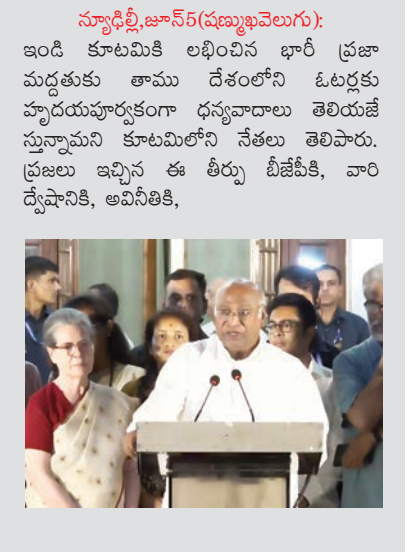 న్యూఢిల్లీ,జూన్5(షణ్ముఖవెలుగు):
ఇండి కూటమికి లభించిన భారీ ప్రజా
మద్దతుకు తాము దేశంలోని ఓటర్లకు
హృదయపూర్వకంగా ధన్యవాదాలు తెలియజే
స్తున్నామని కూటమిలోని నేతలు తెలిపారు.
ప్రజలు ఇచ్చిన ఈ తీర్పు బీజేపీకి, వారి
ద్వేషానికి, అవినీతికి,